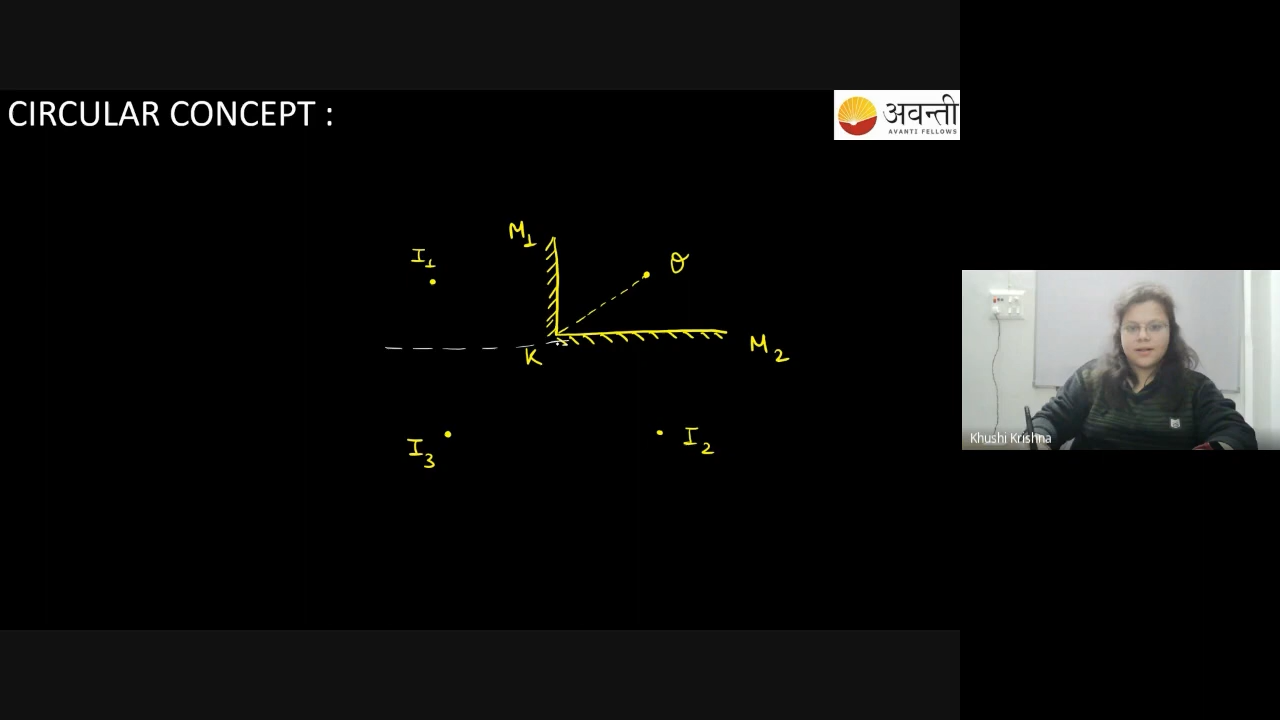 CIRCULAR CONCEPT :
अवन्ती
AVANTI FELLOWS
M1
I1
O
K
M2
I3
I2
Khushi Krishna